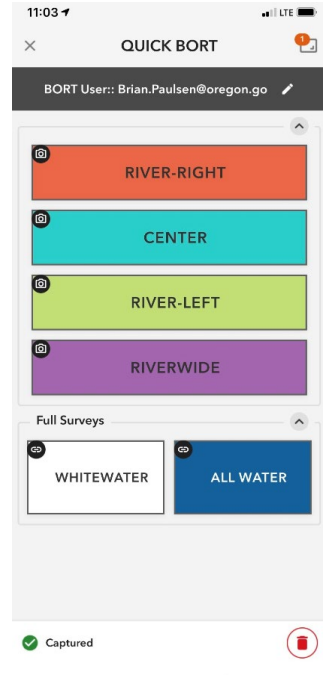 11:03
LTE
QUICK BORT
1
BORT User:: Brian.Paulsen@oregon.go
RIVER-RIGHT
CENTER
RIVER-LEFT
RIVERWIDE
Full Surveys
WHITEWATER
ALL WATER
Captured